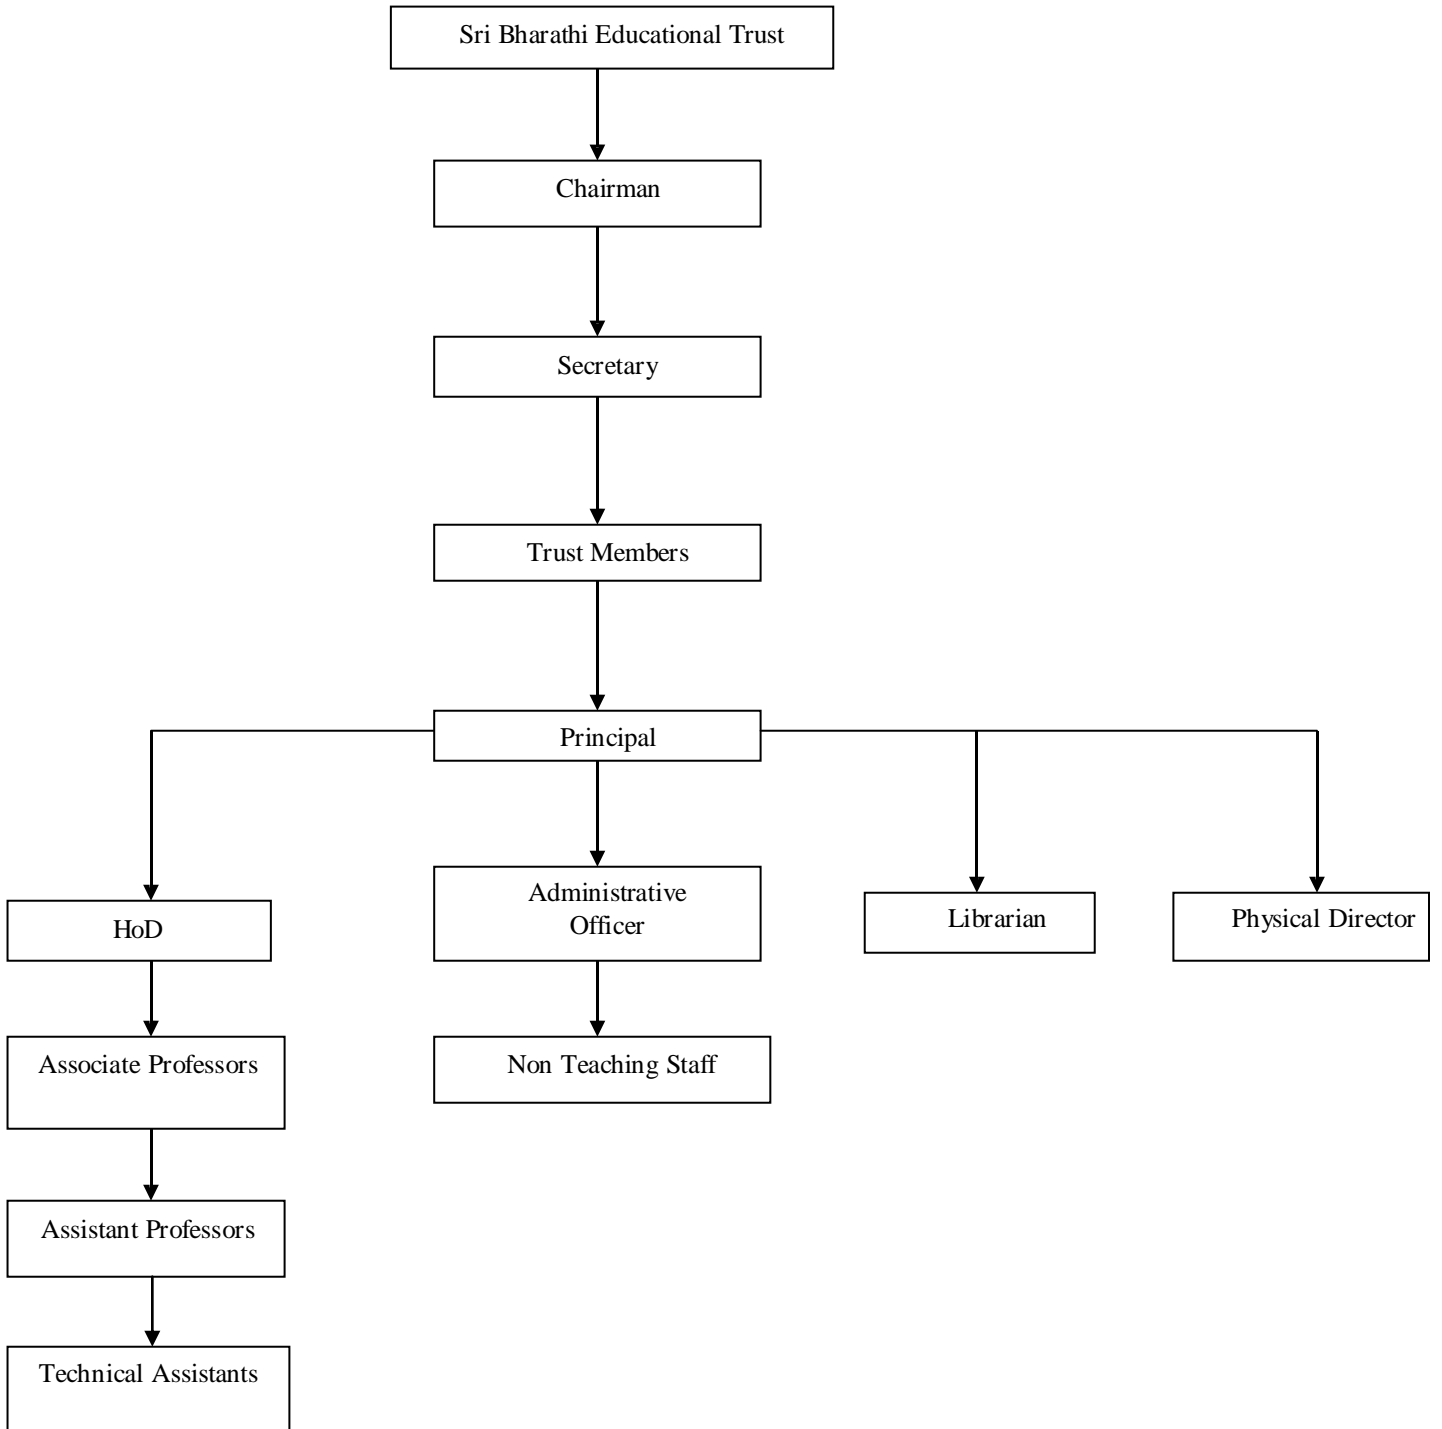 Sri Bharathi Educational Trust
Chairman
Secretary
Trust Members
Principal
HoD
Administrative
Officer
Librarian
Physical Director
Associate Professors
Non Teaching Staff
Assistant Professors
Technical Assistants